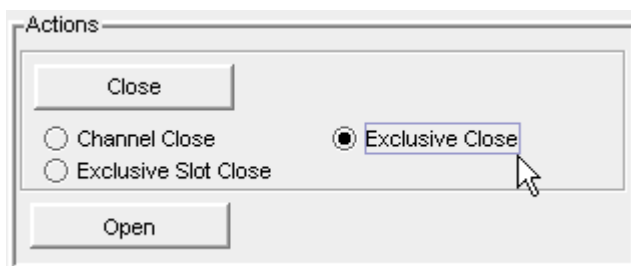 Actions
Close
Channel Close
Exclusive Close
Exclusive Slot Close
Open